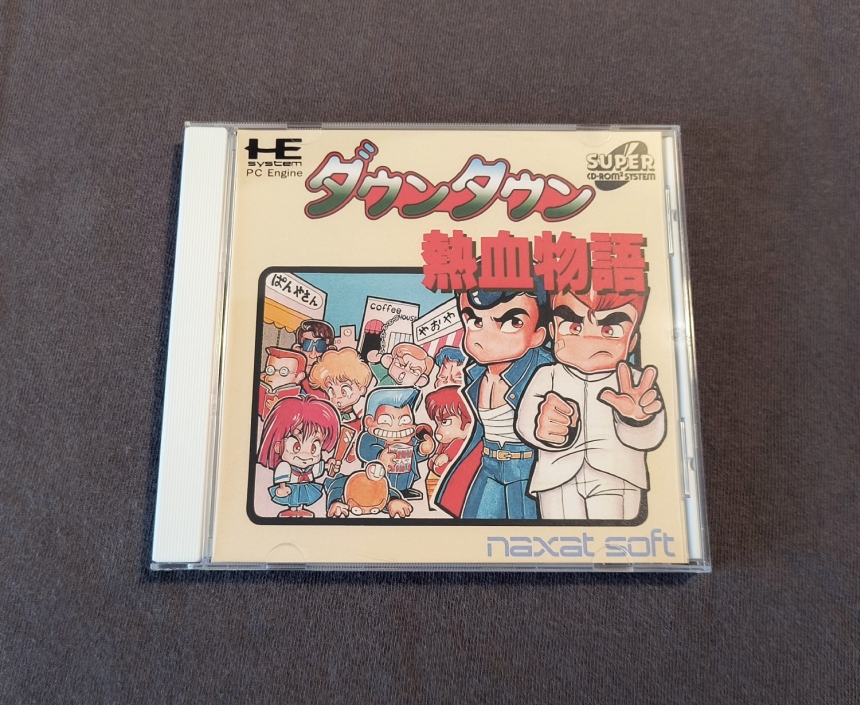 HE
system
PC Engine
ダウンタウン
SUPER
CD-ROM² SYSTEM
熱血物語
ぱんやさん
coffee
HOUSE
やおや
naxat soft